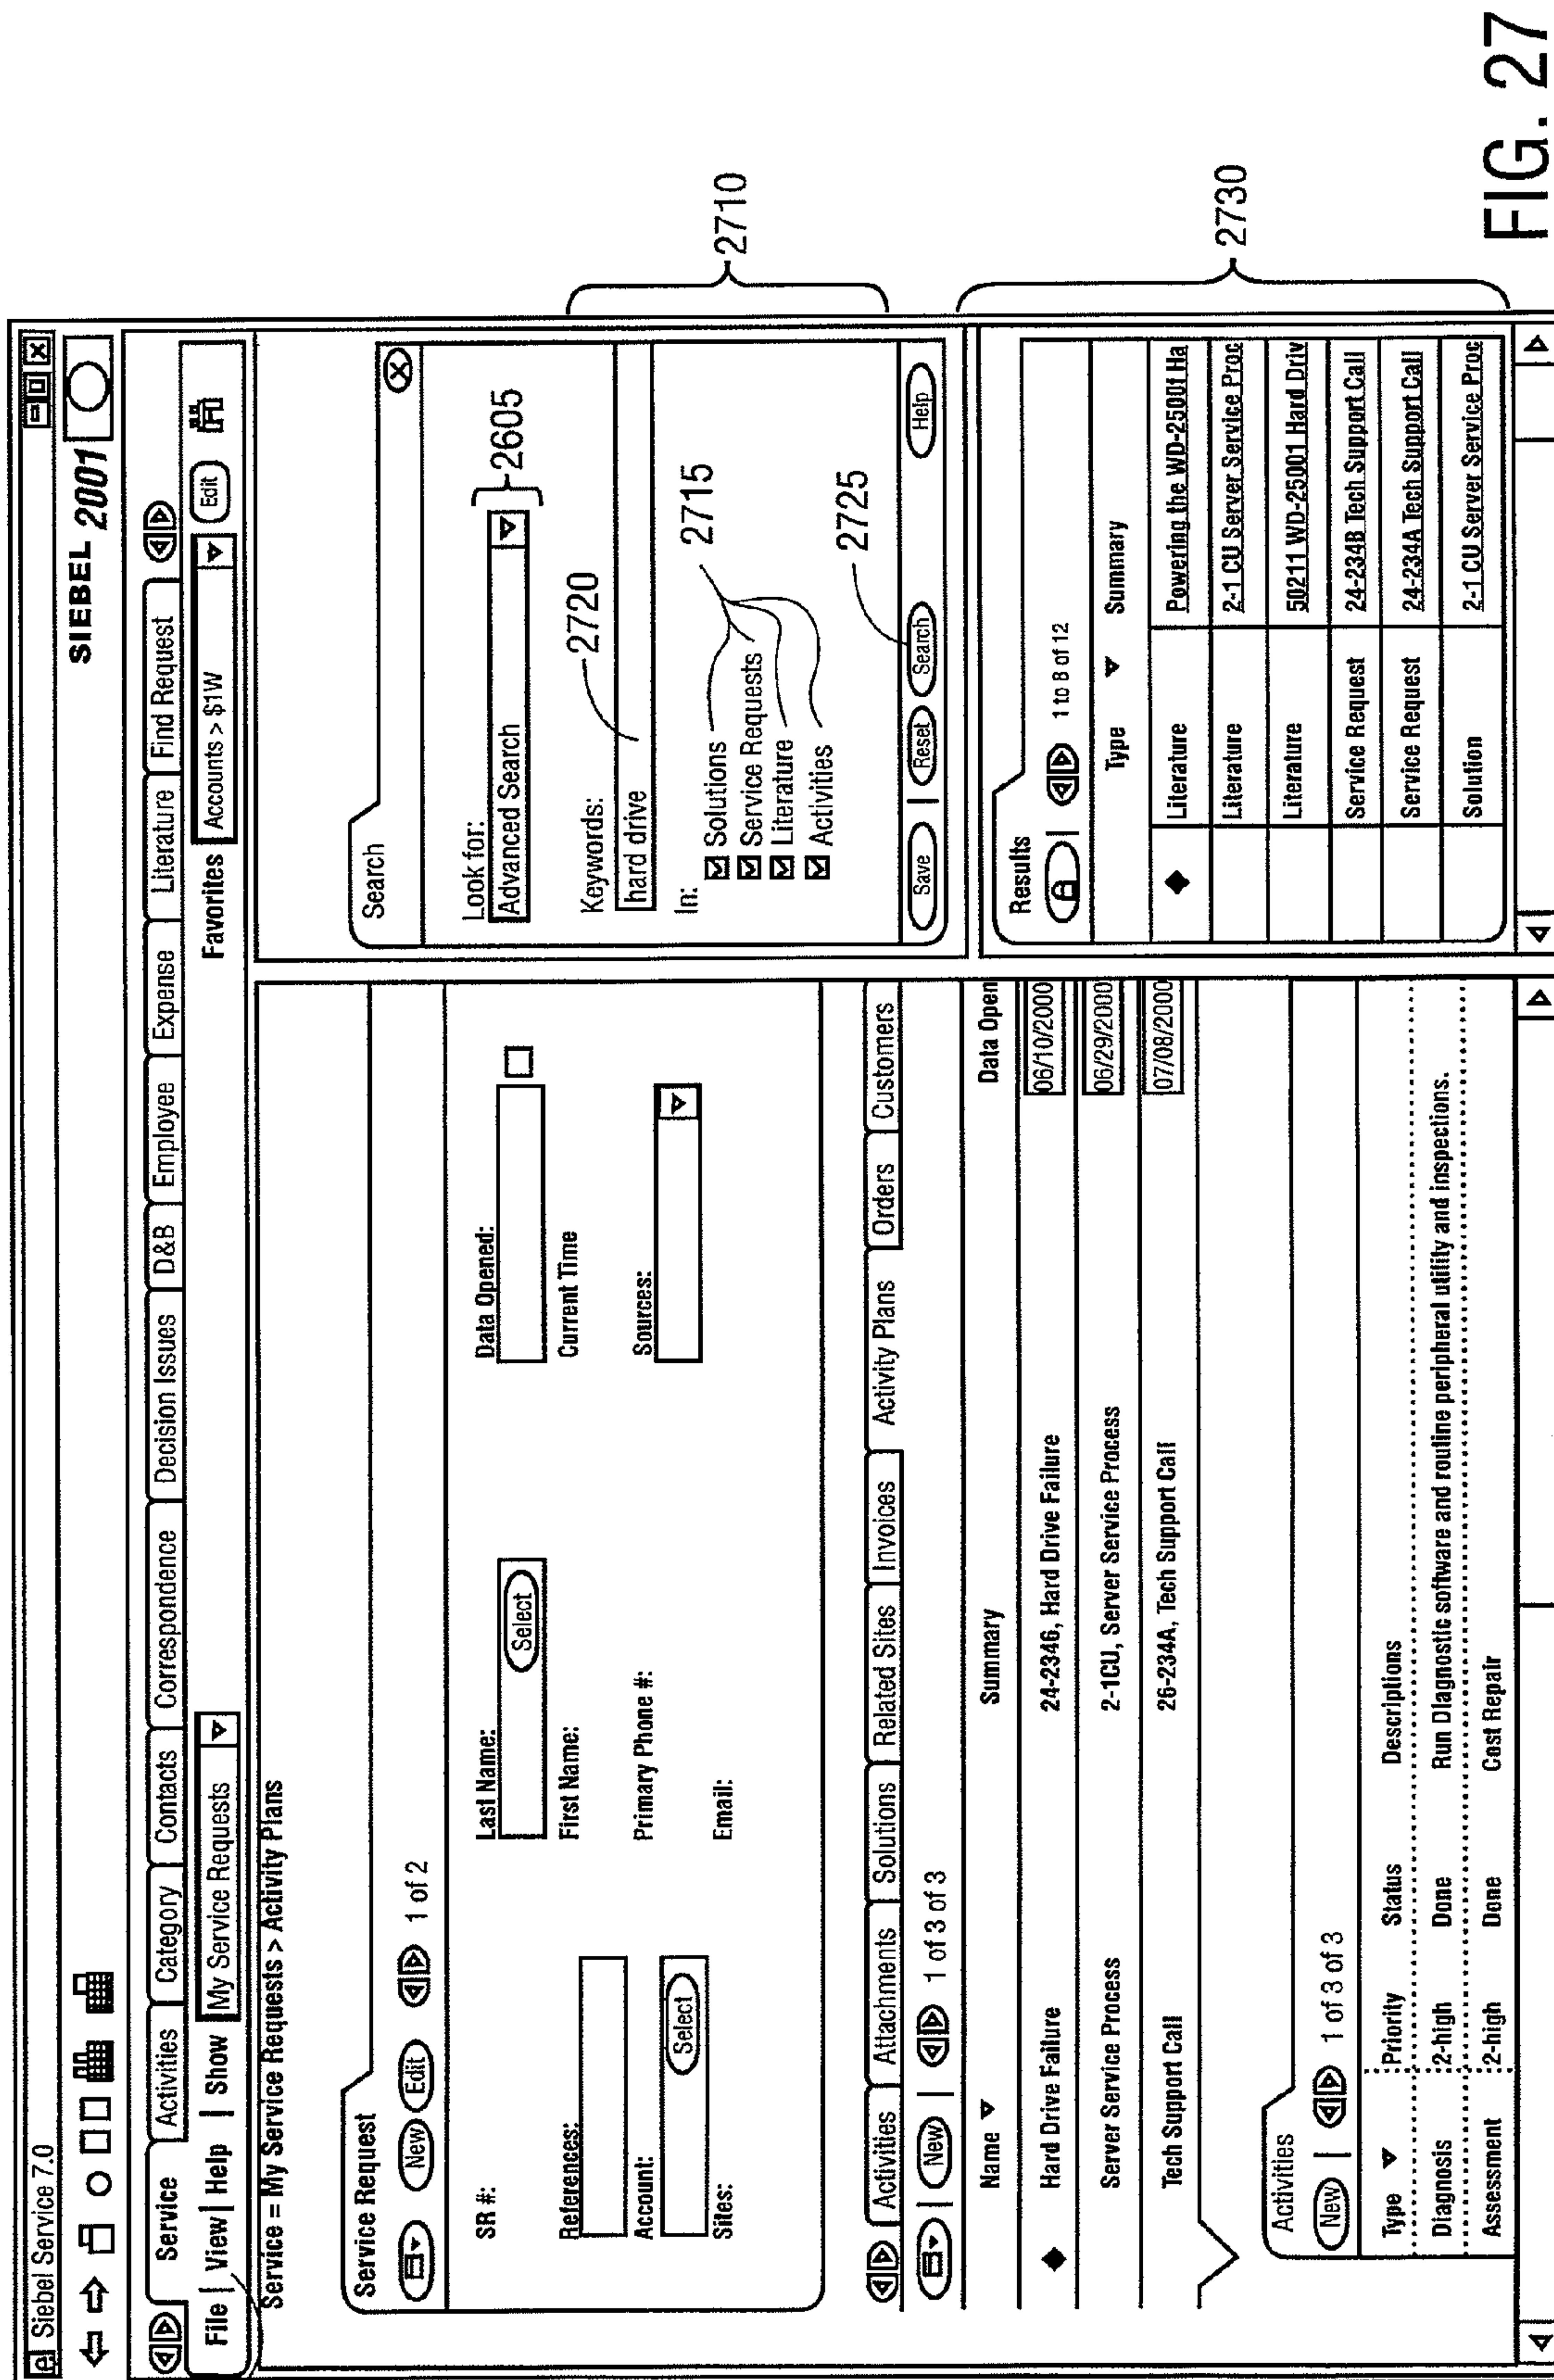 Siebel Service 7.0
SIEBEL 2001
Service Activities Category Contacts Correspondence Decision Issues D&B Employee Expense Literature Find Request
File | View | Help | Show My Service Requests Favorites Accounts > $1W Edit
Service = My Service Requests > Activity Plans
Service Request
New Edit 1 of 2
SR #:
Last Name:
Select
Data Opened:
References:
First Name:
Current Time
Account:
Select
Primary Phone #:
Sources:
Sites:
Email:
Activities Attachments Solutions Related Sites Invoices Activity Plans Orders Customers
New 1 of 3 of 3
Name Summary Data Open
Hard Drive Failure 24-2346, Hard Drive Failure 06/10/2000
Server Service Process 2-1CU, Server Service Process 06/29/2000
Tech Support Call 26-234A, Tech Support Call 07/08/2000
Activities
New 1 of 3 of 3
Type Priority Status Descriptions
Diagnosis 2-high Done Run Diagnostic software and routine peripheral utility and inspections.
Assessment 2-high Done Cost Repair
Search
Look for:
Advanced Search
2605
Keywords:
hard drive
2720
In:
Solutions
Service Requests
Literature
Activities
2715
Save | Reset Search Help
2725
2710
Results
1 to 8 of 12
Type Summary
Literature Powering the WD-2500f Ha
Literature 2-1 CU Server Service Proc
Literature 50211 WD-25001 Hard Driv
Service Request 24-234B Tech Support Call
Service Request 24-234A Tech Support Call
Solution 2-1 CU Server Service Proc
2730
FIG. 27